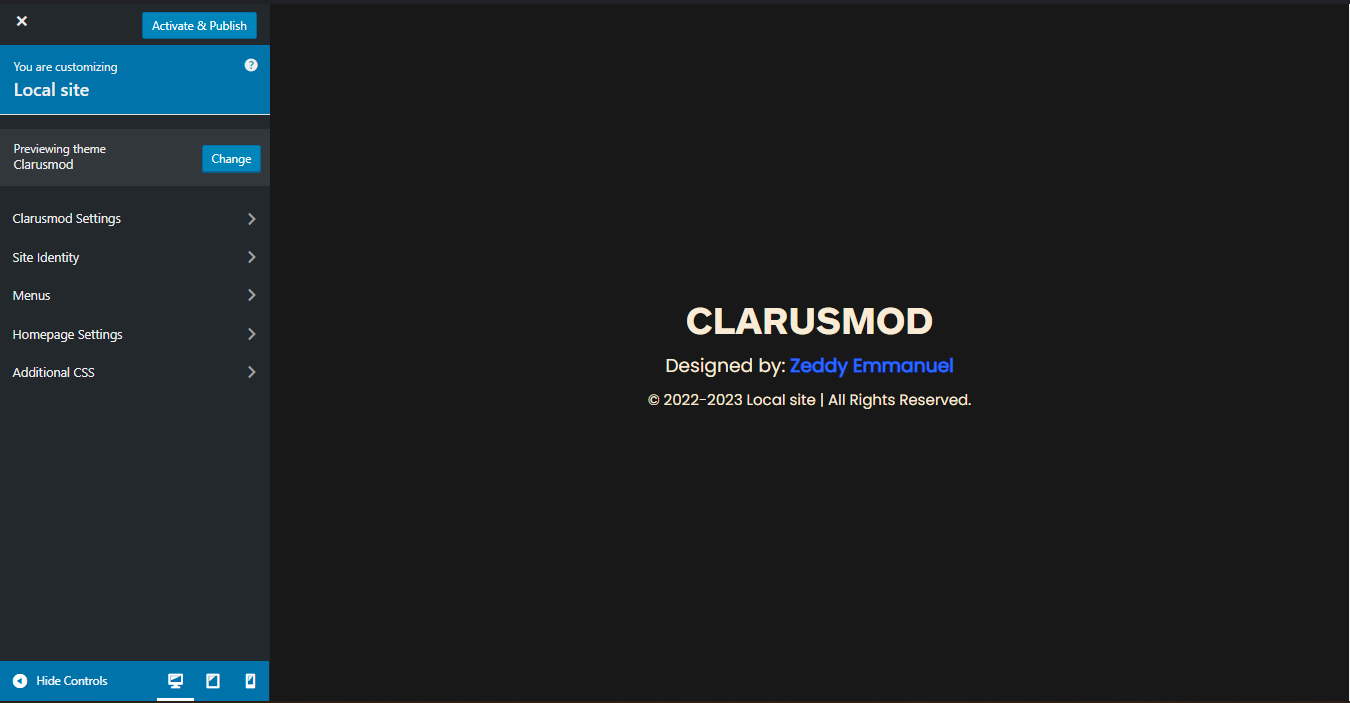 Activate & Publish
You are customizing
Local site
Previewing theme
Clarusmod
Change
Clarusmod Settings
Site Identity
Menus
Homepage Settings
Additional CSS
Hide Controls
CLARUSMOD
Designed by: Zeddy Emmanuel
© 2022-2023 Local site | All Rights Reserved.